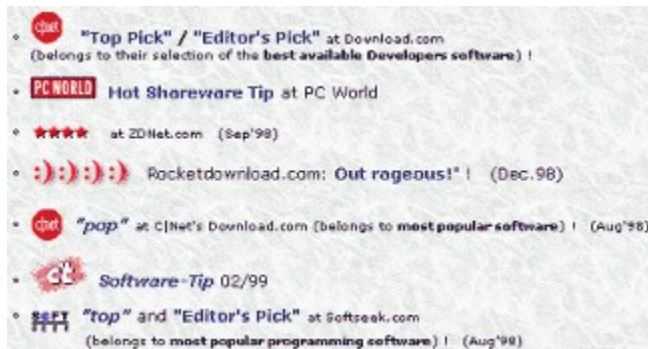 c|net "Top Pick" / "Editor's Pick" at Download.com
(belongs to their selection of the best available Developers software) !
PC WORLD Hot Shareware Tip at PC World
at ZDNet.com (Sep'98)
:) :) :) :) Rocketdownload.com: Out rageous!" ! (Dec.98)
c|net "pop" at C|Net's Download.com (belongs to most popular software) ! (Aug'98)
c't Software-Tip 02/99
SOFT "top" and "Editor's Pick" at Softseek.com
(belongs to most popular programming software) ! (Aug'98)